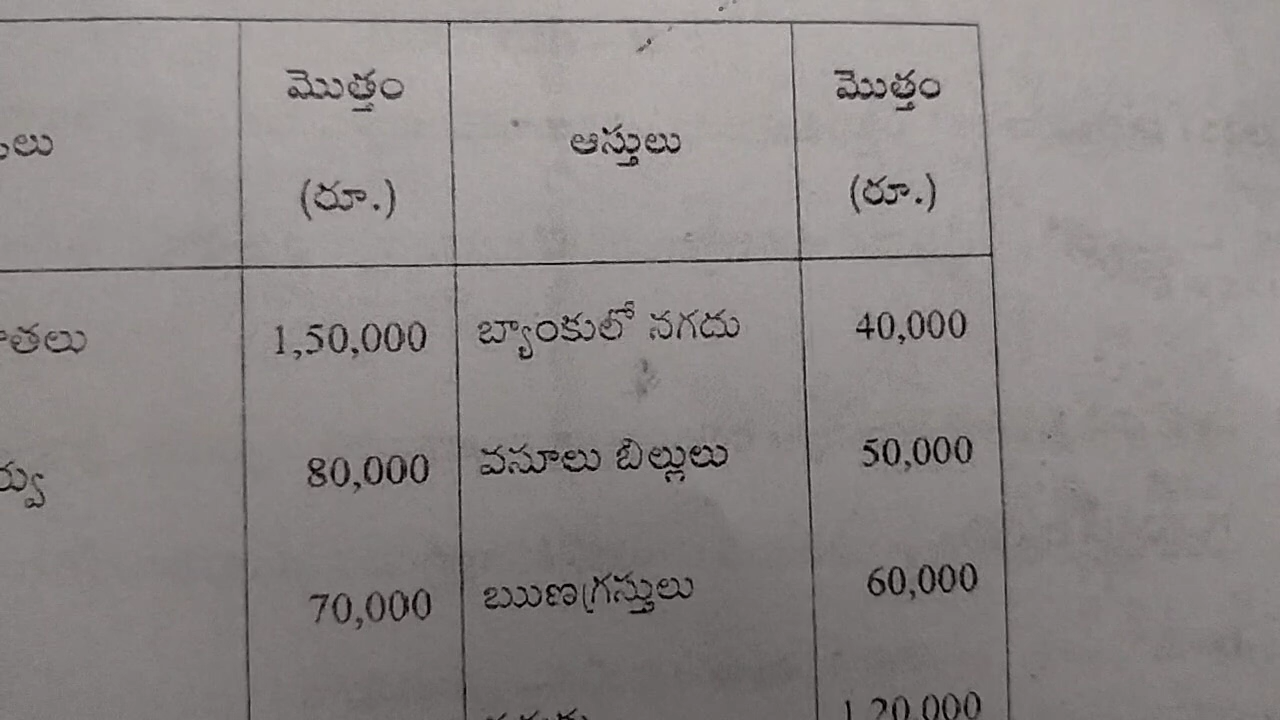 మొత్తం మొత్తం
ఆస్తులు
(రూ.) (రూ.)
1,50,000 బ్యాంకులో నగదు 40,000
80,000 వసూలు బిల్లులు 50,000
70,000 ఋణగ్రస్తులు 60,000
1,20,000